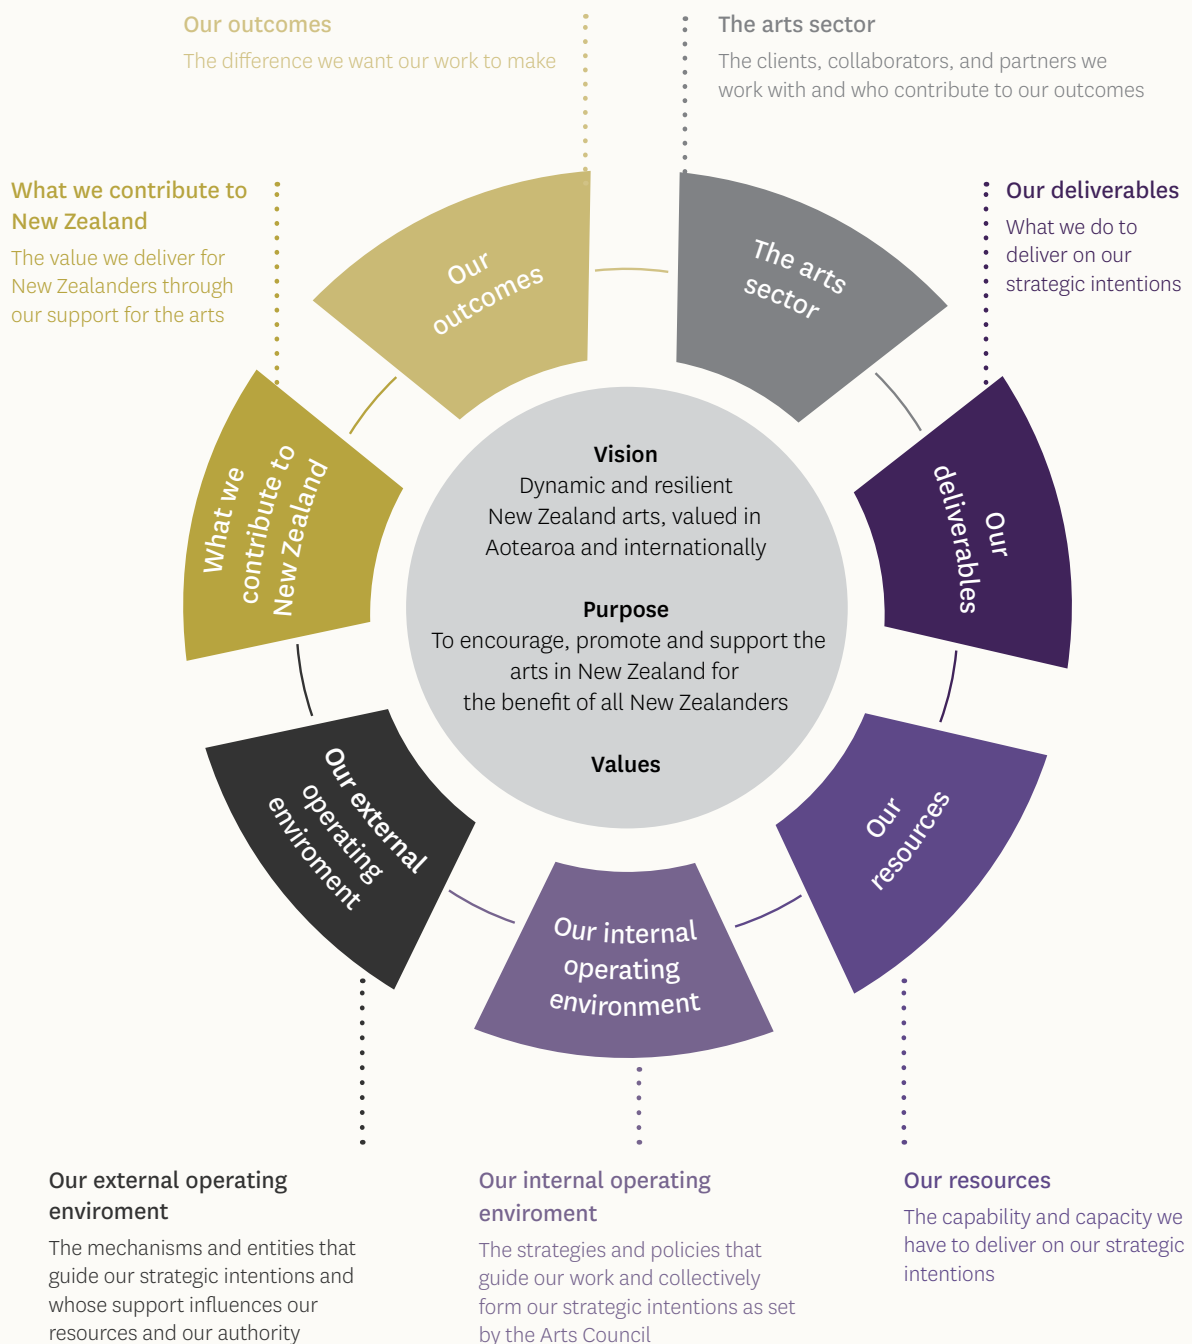 Our outcomes
The difference we want our work to make
The arts sector
The clients, collaborators, and partners we
work with and who contribute to our outcomes
What we contribute to
New Zealand
The value we deliver for
New Zealanders through
our support for the arts
Our deliverables
What we do to
deliver on our
strategic intentions
Our
outcomes
The arts
sector
What we
contribute to
New Zealand
Our
deliverables
Vision
Dynamic and resilient
New Zealand arts, valued in
Aotearoa and internationally
Purpose
To encourage, promote and support the
arts in New Zealand for
the benefit of all New Zealanders
Values
Our external
operating
enviroment
Our
resources
Our internal
operating
environment
Our external operating
enviroment
The mechanisms and entities that
guide our strategic intentions and
whose support influences our
resources and our authority
Our internal operating
enviroment
The strategies and policies that
guide our work and collectively
form our strategic intentions as set
by the Arts Council
Our resources
The capability and capacity we
have to deliver on our strategic
intentions